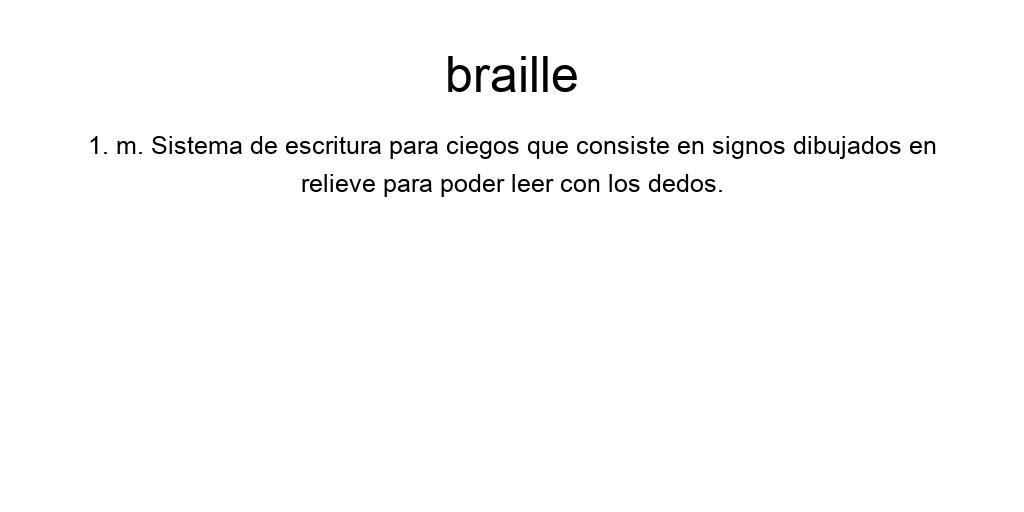 braille
1. m. Sistema de escritura para ciegos que consiste en signos dibujados en
relieve para poder leer con los dedos.